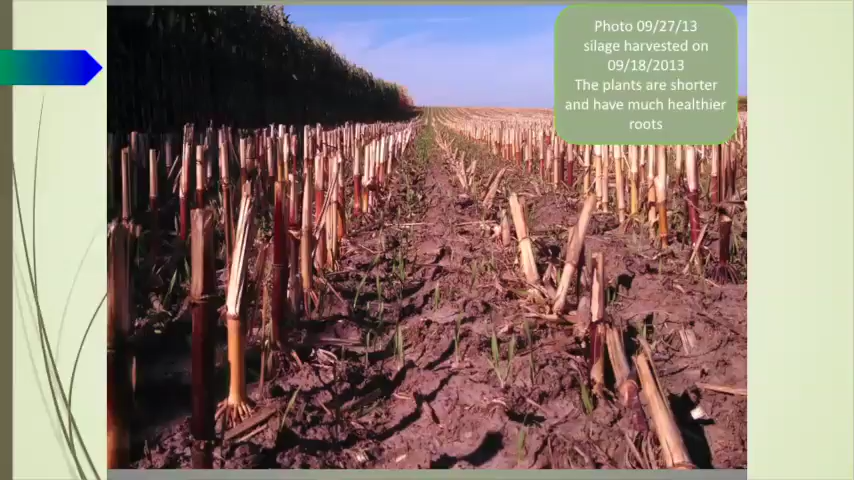 Photo 09/27/13
silage harvested on
09/18/2013
The plants are shorter
and have much healthier
roots